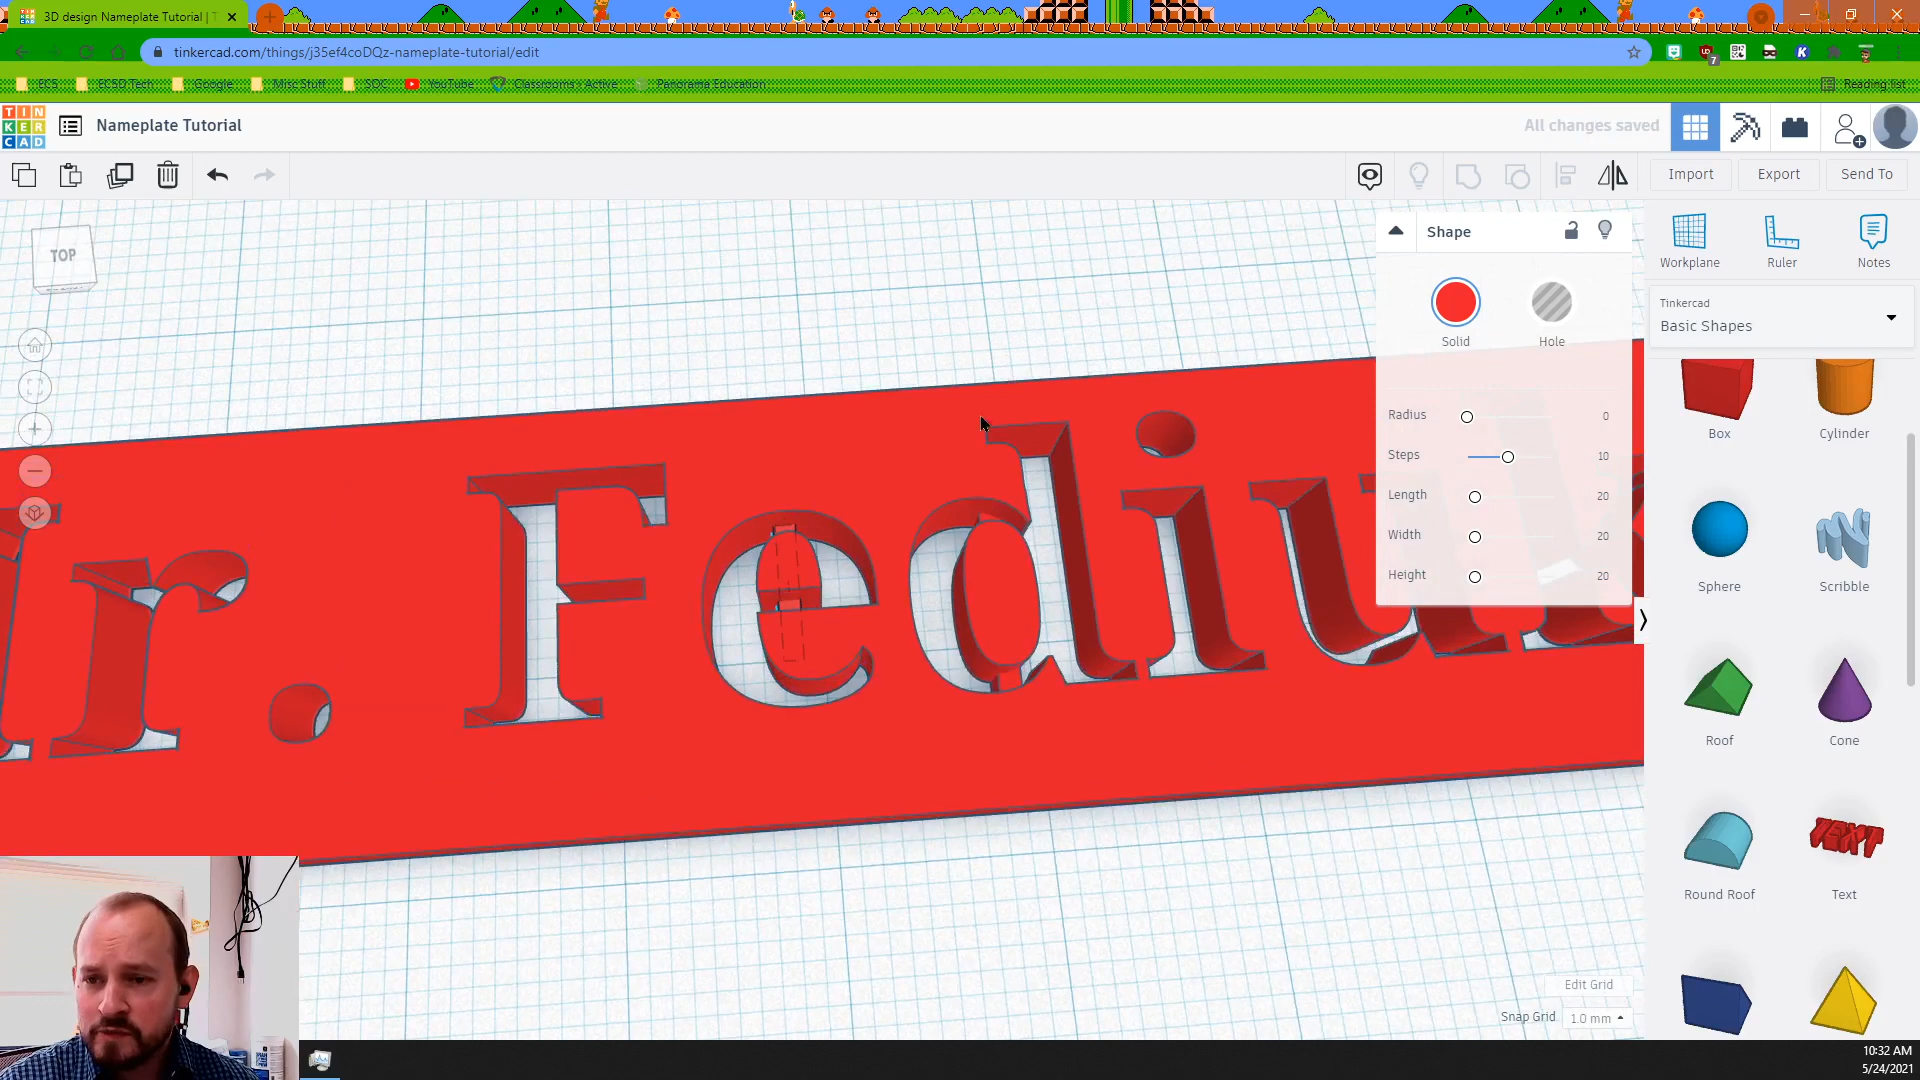 3D design Nameplate Tutorial | T
tinkercad.com/things/j35ef4coDQz-nameplate-tutorial/edit
7
ECS
ECSD Tech
Google
Misc Stuff
SOC
YouTube
Classrooms - Active
Panorama Education
Reading list
TIN
KER
CAD
Nameplate Tutorial
All changes saved
Import
Export
Send To
TOP
Shape
Solid
Hole
Radius 0
Steps 10
Length 20
Width 20
Height 20
Workplane
Ruler
Notes
Tinkercad
Basic Shapes
Box
Cylinder
Sphere
Scribble
Roof
Cone
Round Roof
TEXT
Text
r. Fediu
Edit Grid
Snap Grid 1.0 mm
10:32 AM
5/24/2021